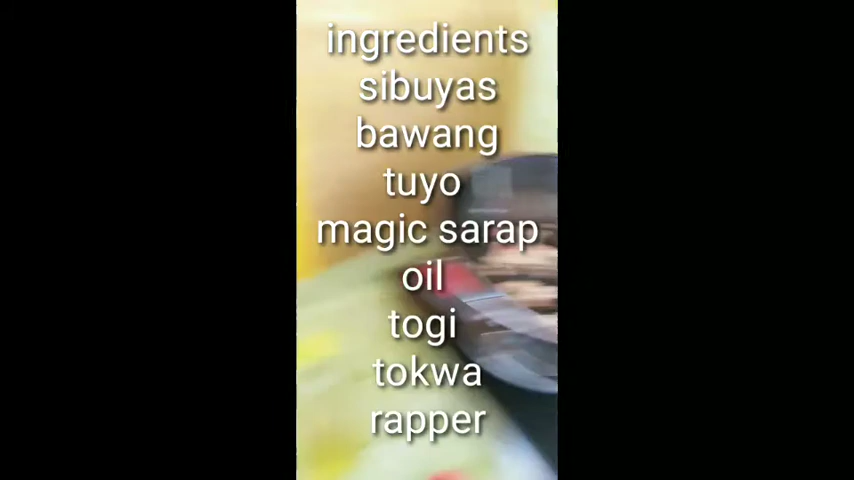 ingredients
sibuyas
bawang
tuyo
magic sarap
oil
togi
tokwa
rapper